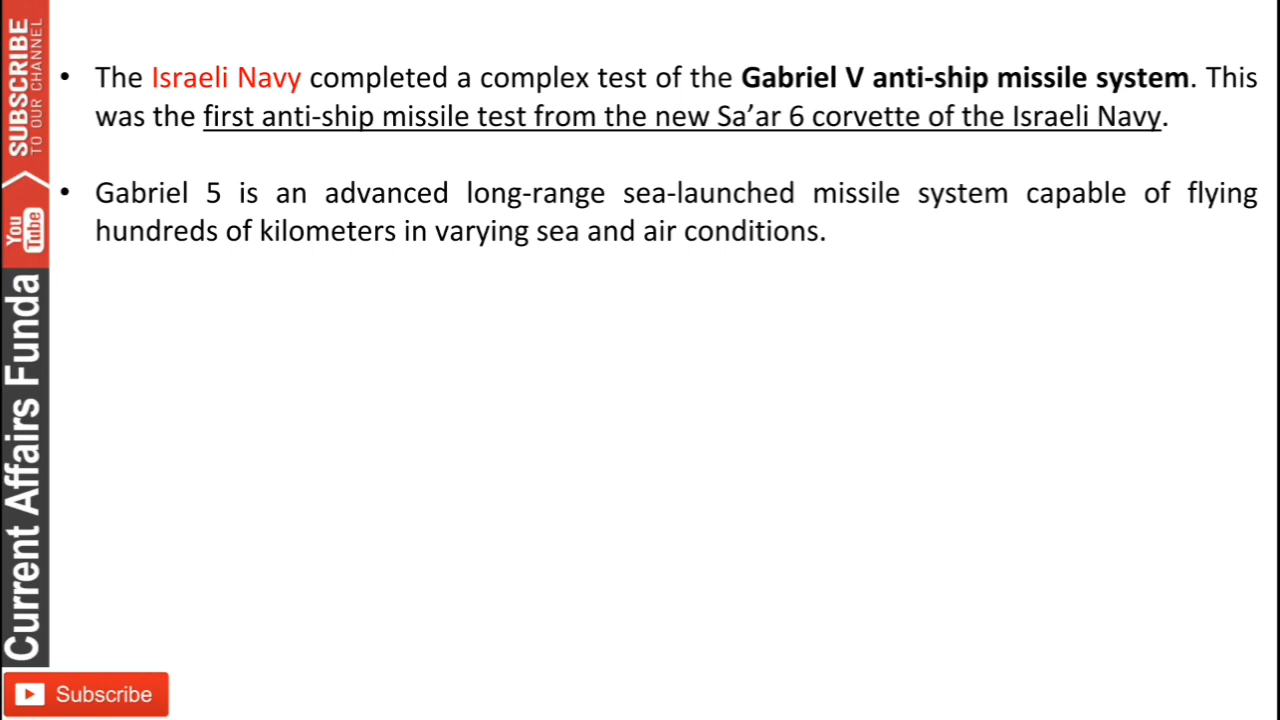 • The Israeli Navy completed a complex test of the Gabriel V anti-ship missile system. This
was the first anti-ship missile test from the new Sa’ar 6 corvette of the Israeli Navy.
• Gabriel 5 is an advanced long-range sea-launched missile system capable of flying
hundreds of kilometers in varying sea and air conditions.
SUBSCRIBE
TO OUR CHANNEL
You
Tube
Current Affairs Funda
Subscribe